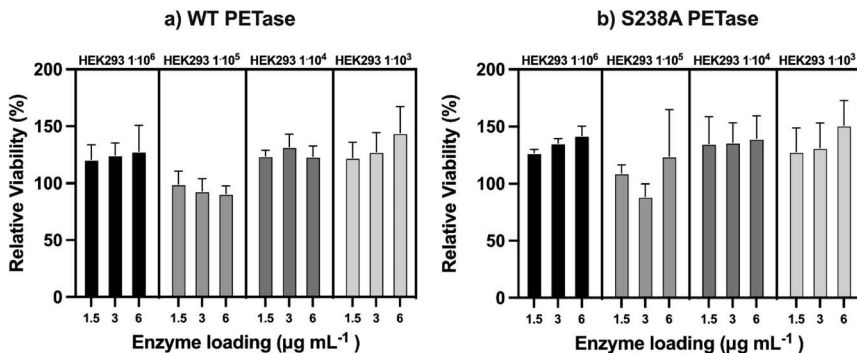 a) WT PETase
HEK293 1·10⁶ HEK293 1·10⁵ HEK293 1·10⁴ HEK293 1·10³
Relative Viability (%)
200
150
100
50
0
1.5 3 6 1.5 3 6 1.5 3 6 1.5 3 6
Enzyme loading (µg mL⁻¹)
b) S238A PETase
HEK293 1·10⁶ HEK293 1·10⁵ HEK293 1·10⁴ HEK293 1·10³
Relative Viability (%)
200
150
100
50
0
1.5 3 6 1.5 3 6 1.5 3 6 1.5 3 6
Enzyme loading (µg mL⁻¹)